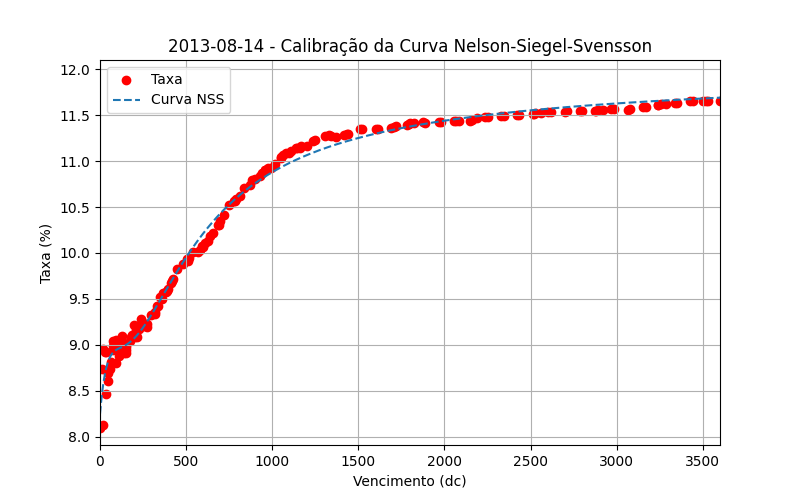 2013-08-14 - Calibração da Curva Nelson-Siegel-Svensson
Taxa
Curva NSS
Taxa (%)
12.0
11.5
11.0
10.5
10.0
9.5
9.0
8.5
8.0
0 500 1000 1500 2000 2500 3000 3500
Vencimento (dc)